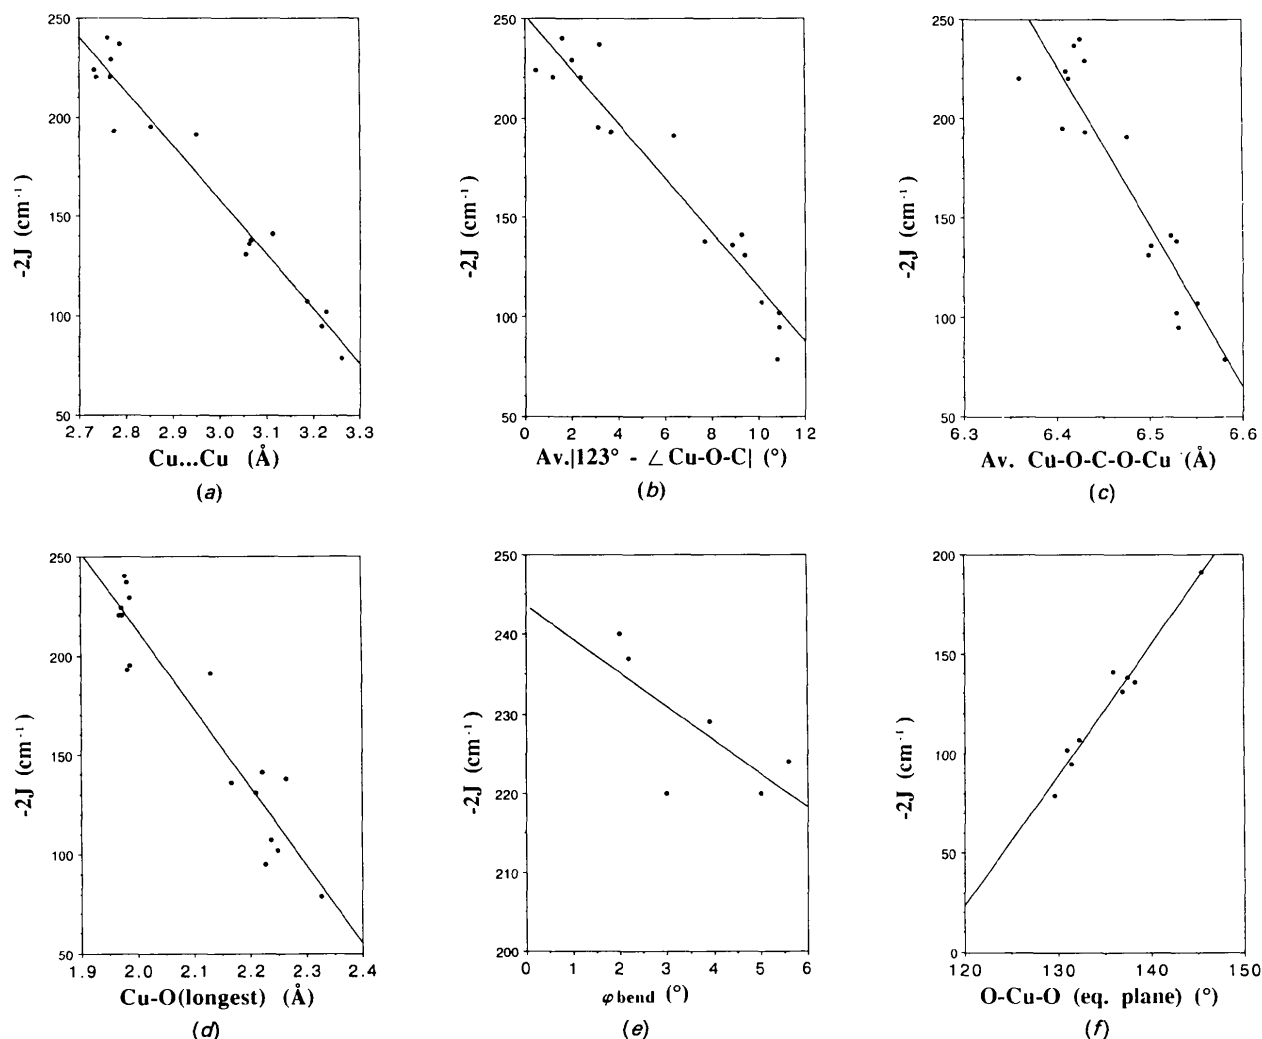 250
200
150
100
50
-2J (cm⁻¹)
2.7 2.8 2.9 3.0 3.1 3.2 3.3
Cu...Cu (Å)
(a)
250
200
150
100
50
-2J (cm⁻¹)
0 2 4 6 8 10 12
Av.|123° - ∠ Cu-O-C| (°)
(b)
250
200
150
100
50
-2J (cm⁻¹)
6.3 6.4 6.5 6.6
Av. Cu-O-C-O-Cu (Å)
(c)
250
200
150
100
50
-2J (cm⁻¹)
1.9 2.0 2.1 2.2 2.3 2.4
Cu-O(longest) (Å)
(d)
250
240
230
220
210
200
-2J (cm⁻¹)
0 1 2 3 4 5 6
φ bend (°)
(e)
200
150
100
50
0
-2J (cm⁻¹)
120 130 140 150
O-Cu-O (eq. plane) (°)
(f)